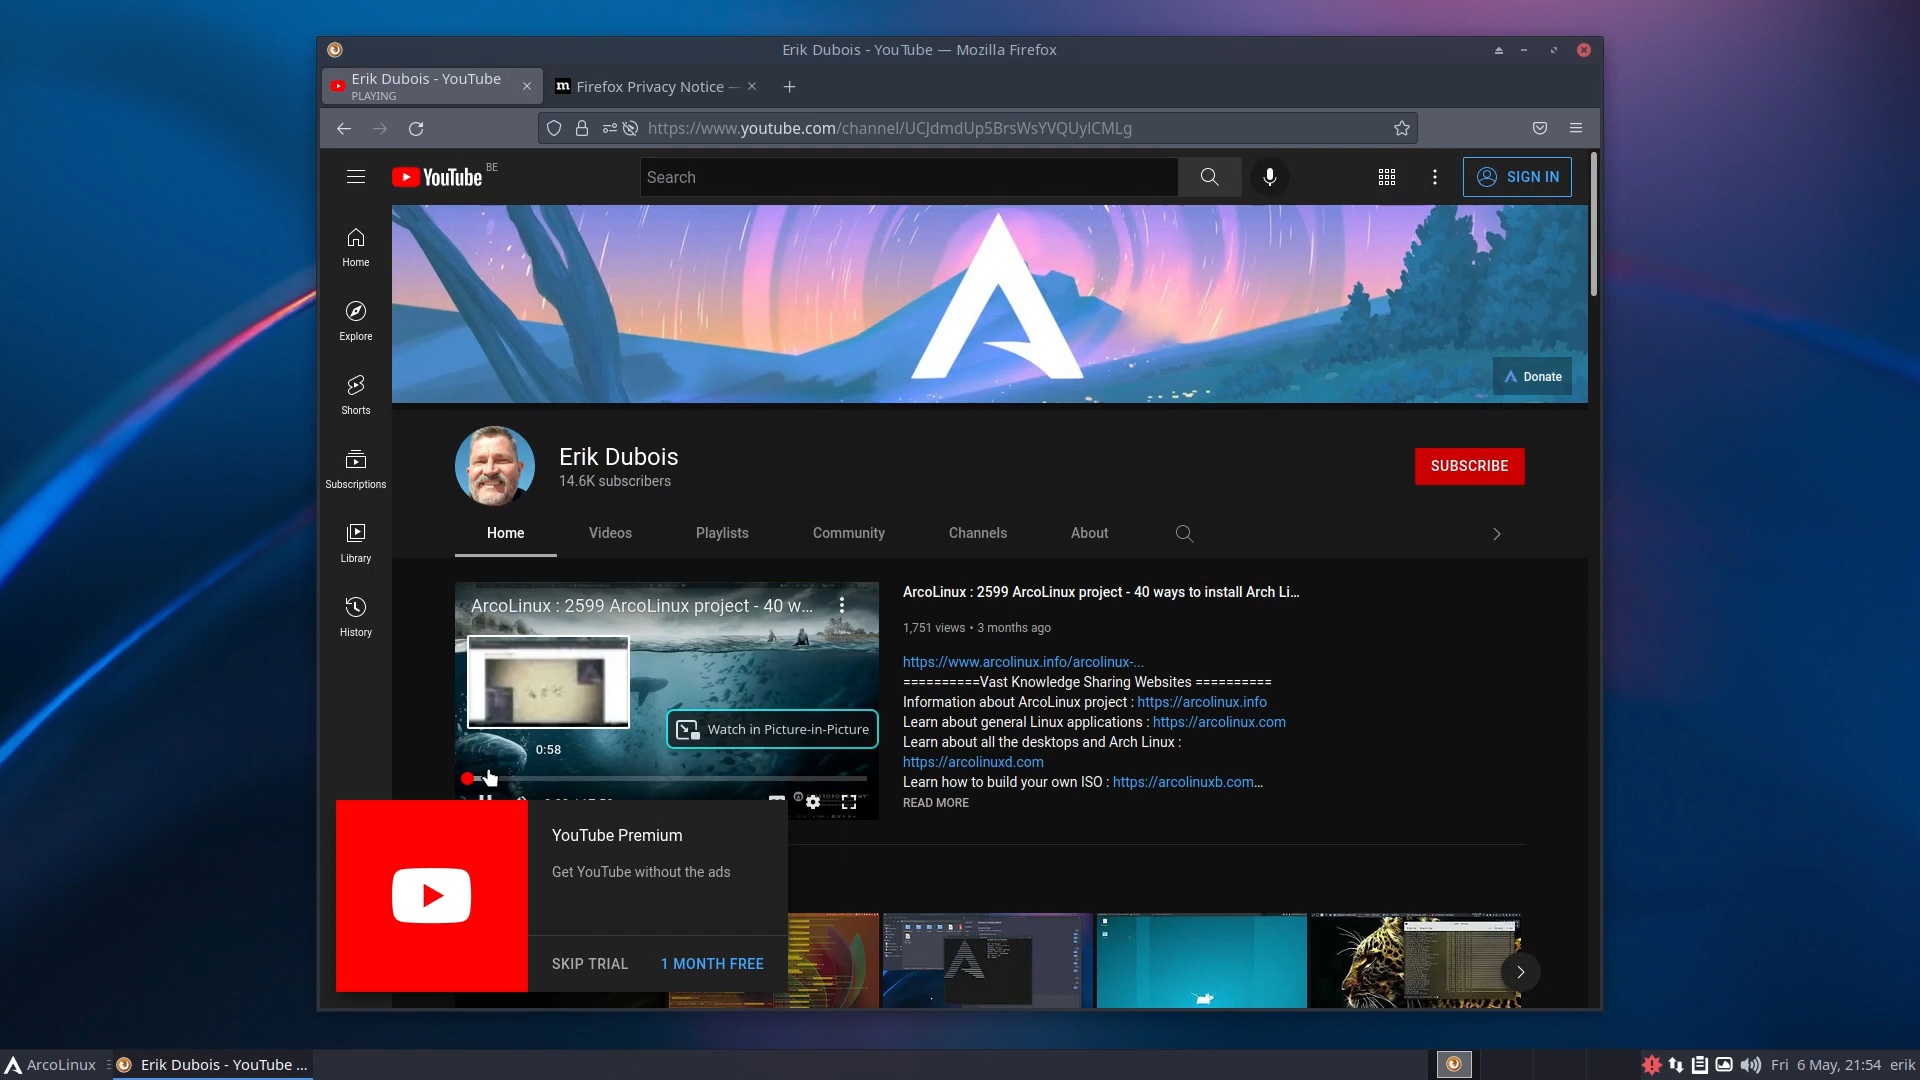 Erik Dubois - YouTube — Mozilla Firefox
Erik Dubois - YouTube
PLAYING
Firefox Privacy Notice —
https://www.youtube.com/channel/UCJdmdUp5BrsWsYVQUylCMLg
YouTube BE
Search
SIGN IN
Home
Explore
Shorts
Subscriptions
Library
History
Donate
Erik Dubois
14.6K subscribers
SUBSCRIBE
Home Videos Playlists Community Channels About
ArcoLinux : 2599 ArcoLinux project - 40 w...
Watch in Picture-in-Picture
0:58
ArcoLinux : 2599 ArcoLinux project - 40 ways to install Arch Li...
1,751 views • 3 months ago
https://www.arcolinux.info/arcolinux-...
==========Vast Knowledge Sharing Websites ==========
Information about ArcoLinux project : https://arcolinux.info
Learn about general Linux applications : https://arcolinux.com
Learn about all the desktops and Arch Linux :
https://arcolinuxd.com
Learn how to build your own ISO : https://arcolinuxb.com...
READ MORE
YouTube Premium
Get YouTube without the ads
SKIP TRIAL 1 MONTH FREE
ArcoLinux
Erik Dubois - YouTube ...
Fri 6 May, 21:54 erik